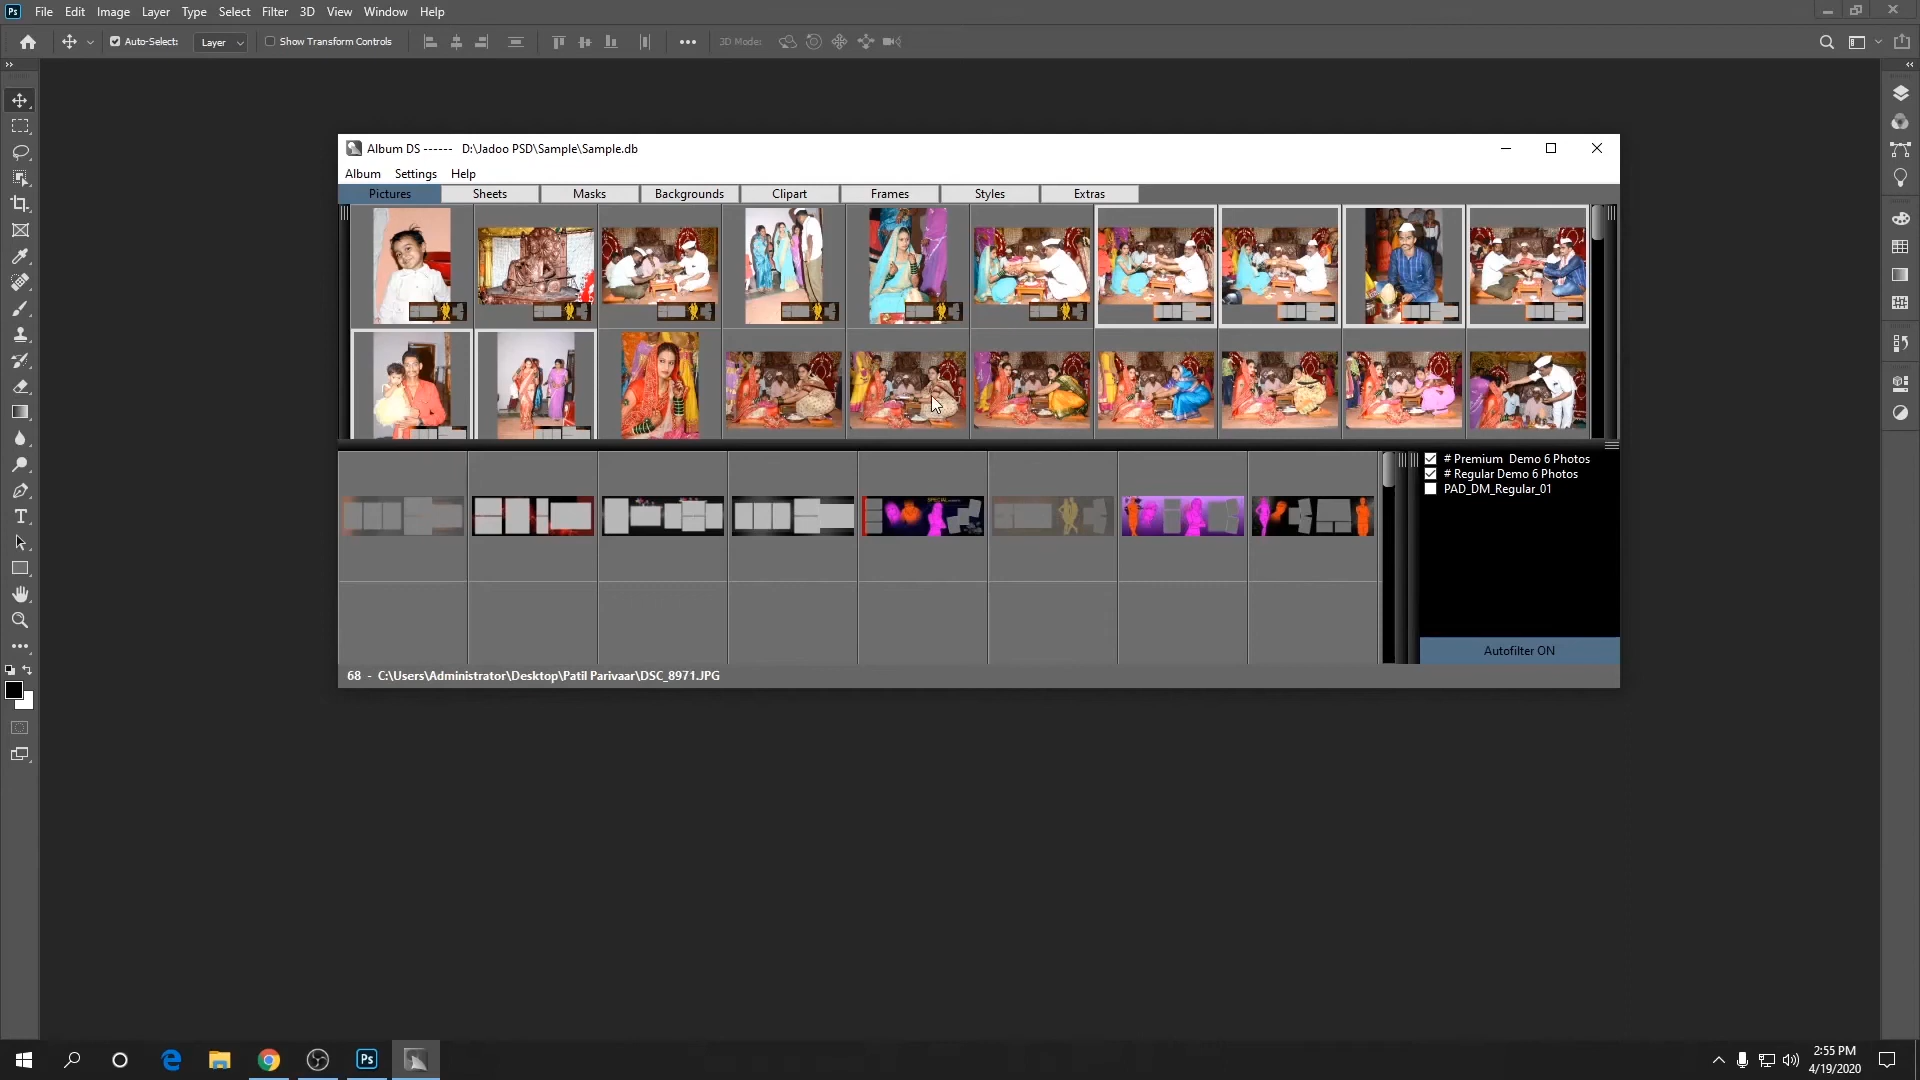 Ps File Edit Image Layer Type Select Filter 3D View Window Help
Auto-Select: Layer Show Transform Controls 3D Mode:
Album DS ------ D:\Jadoo PSD\Sample\Sample.db
Album Settings Help
Pictures Sheets Masks Backgrounds Clipart Frames Styles Extras
# Premium Demo 6 Photos
# Regular Demo 6 Photos
PAD_DM_Regular_01
SPECIAL
Autofilter ON
68 - C:\Users\Administrator\Desktop\Patil Parivaar\DSC_8971.JPG
Ps
2:55 PM
4/19/2020